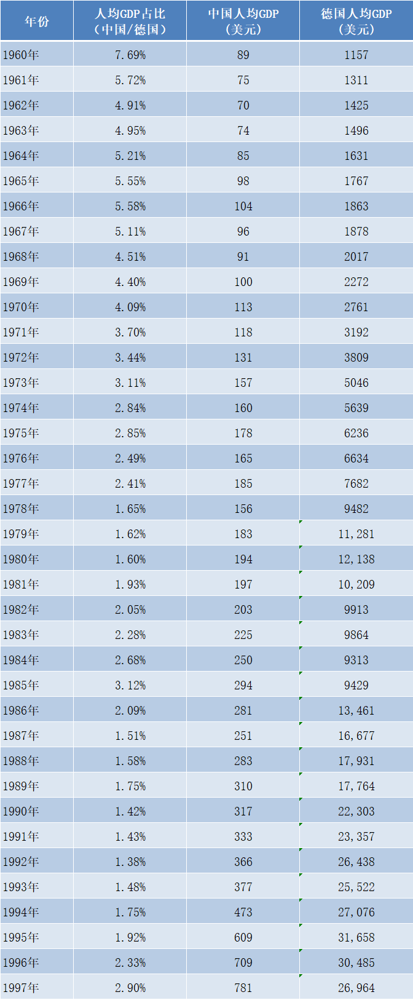 年份 人均GDP占比（中国/德国） 中国人均GDP(美元) 德国人均GDP(美元)
1960年 7.69% 89 1157
1961年 5.72% 75 1311
1962年 4.91% 70 1425
1963年 4.95% 74 1496
1964年 5.21% 85 1631
1965年 5.55% 98 1767
1966年 5.58% 104 1863
1967年 5.11% 96 1878
1968年 4.51% 91 2017
1969年 4.40% 100 2272
1970年 4.09% 113 2761
1971年 3.70% 118 3192
1972年 3.44% 131 3809
1973年 3.11% 157 5046
1974年 2.84% 160 5639
1975年 2.85% 178 6236
1976年 2.49% 165 6634
1977年 2.41% 185 7682
1978年 1.65% 156 9482
1979年 1.62% 183 11,281
1980年 1.60% 194 12,138
1981年 1.93% 197 10,209
1982年 2.05% 203 9913
1983年 2.28% 225 9864
1984年 2.68% 250 9313
1985年 3.12% 294 9429
1986年 2.09% 281 13,461
1987年 1.51% 251 16,677
1988年 1.58% 283 17,931
1989年 1.75% 310 17,764
1990年 1.42% 317 22,303
1991年 1.43% 333 23,357
1992年 1.38% 366 26,438
1993年 1.48% 377 25,522
1994年 1.75% 473 27,076
1995年 1.92% 609 31,658
1996年 2.33% 709 30,485
1997年 2.90% 781 26,964